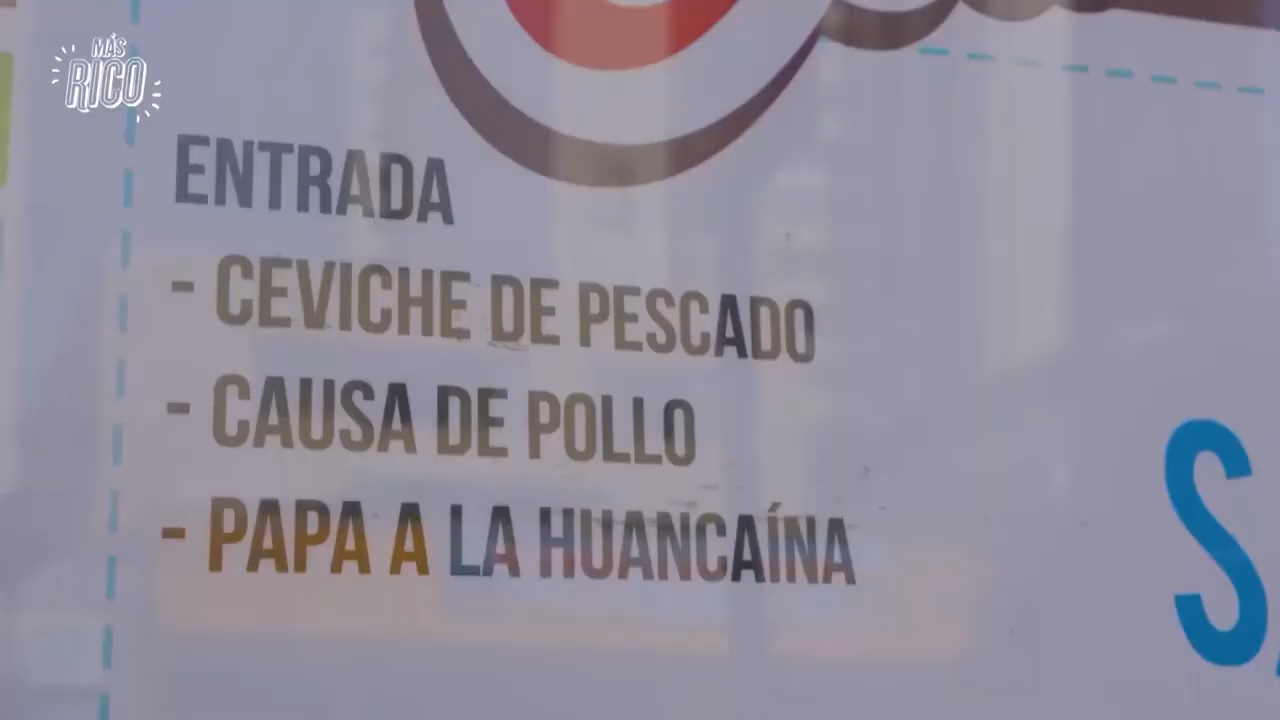 MÁS
RICO
ENTRADA
- CEVICHE DE PESCADO
- CAUSA DE POLLO
- PAPA A LA HUANCAÍNA
S